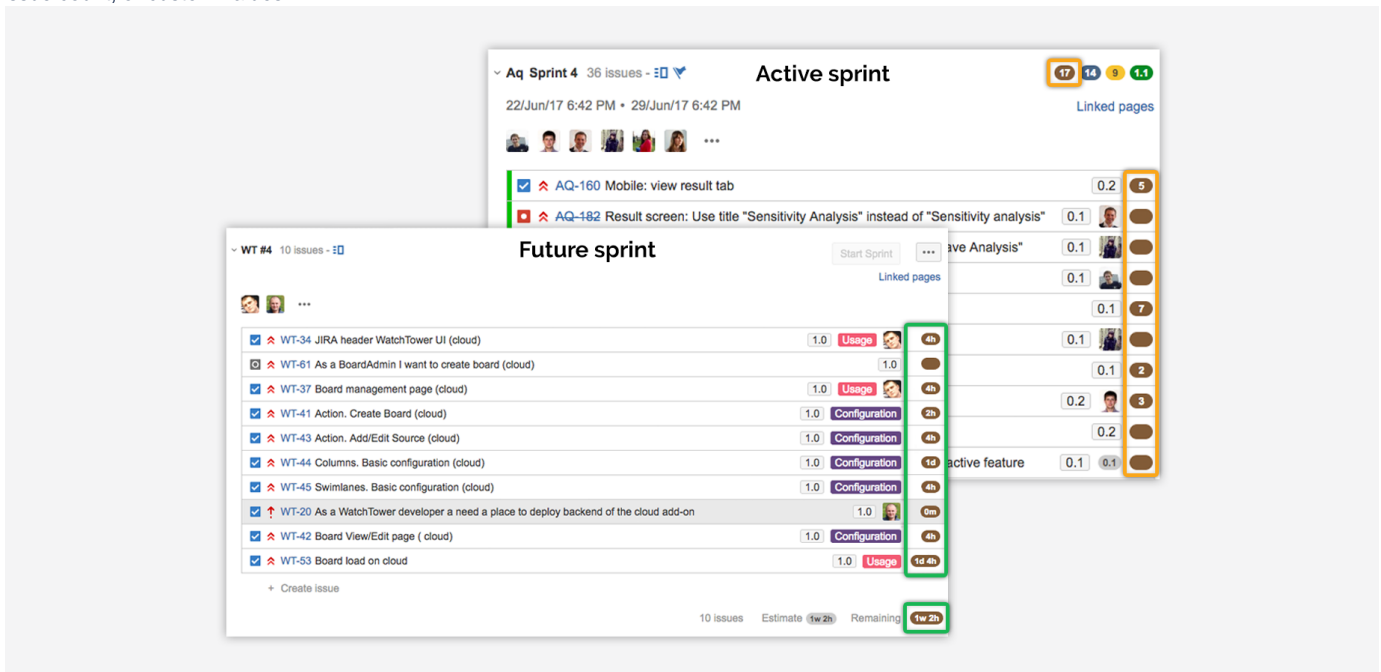 Aq Sprint 4 36 issues - Active sprint 17 14 9 1.1
22/Jun/17 6:42 PM • 29/Jun/17 6:42 PM Linked pages
AQ-160 Mobile: view result tab 0.2 5
AQ-182 Result screen: Use title "Sensitivity Analysis" instead of "Sensitivity analysis" 0.1
ave Analysis" 0.1
0.1
0.1 7
0.1
0.1 2
0.2 3
0.2
active feature 0.1 0.1
WT #4 10 issues - Future sprint Start Sprint •••
Linked pages
WT-34 JIRA header WatchTower UI (cloud) 1.0 Usage 4h
WT-61 As a BoardAdmin I want to create board (cloud) 1.0
WT-37 Board management page (cloud) 1.0 Usage 4h
WT-41 Action. Create Board (cloud) 1.0 Configuration 2h
WT-43 Action. Add/Edit Source (cloud) 1.0 Configuration 4h
WT-44 Columns. Basic configuration (cloud) 1.0 Configuration 1d
WT-45 Swimlanes. Basic configuration (cloud) 1.0 Configuration 4h
WT-20 As a WatchTower developer a need a place to deploy backend of the cloud add-on 1.0 0m
WT-42 Board View/Edit page ( cloud) 1.0 Configuration 4h
WT-53 Board load on cloud 1.0 Usage 1d 4h
+ Create issue
10 issues Estimate 1w 2h Remaining 1w 2h